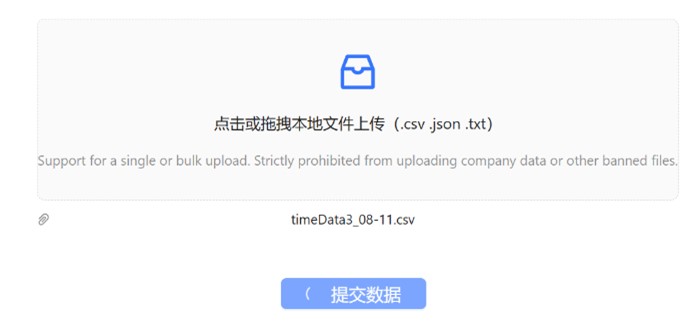 点击或拖拽本地文件上传（.csv .json .txt）
Support for a single or bulk upload. Strictly prohibited from uploading company data or other banned files.
timeData3_08-11.csv
提交数据